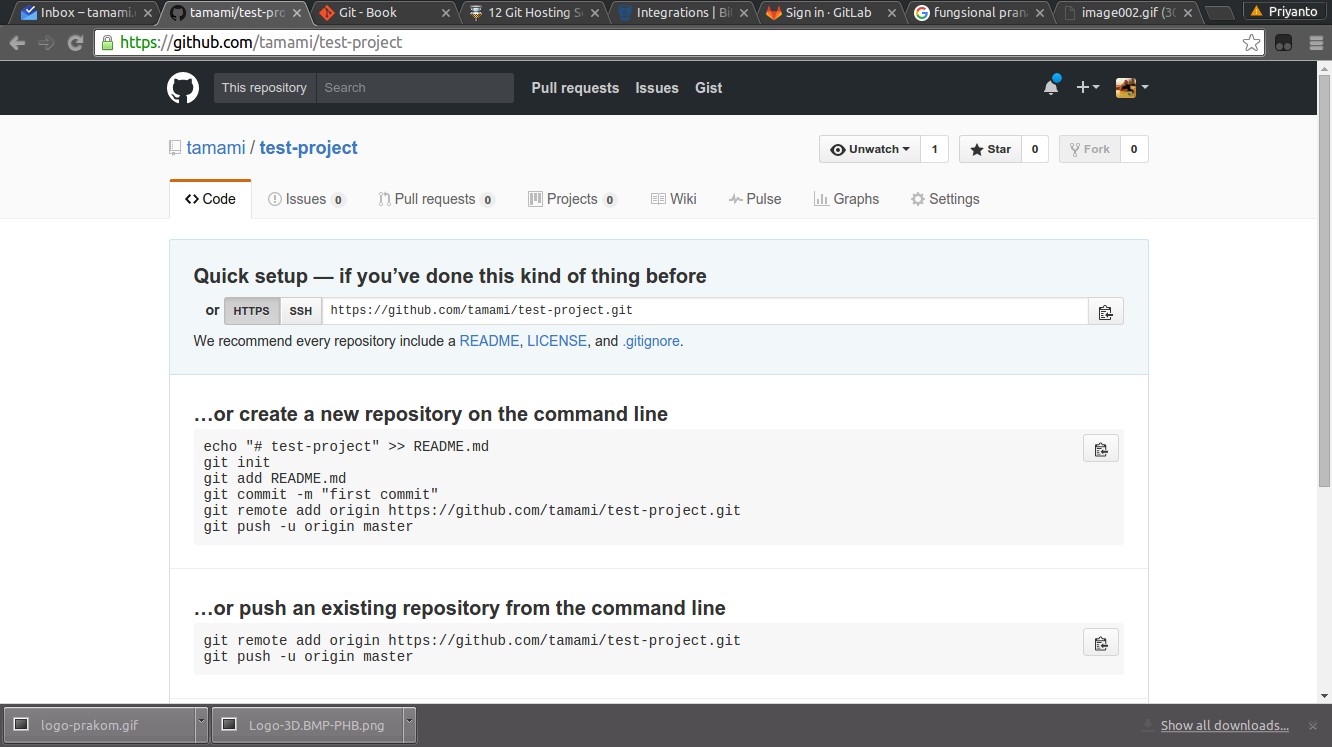 Inbox – tamami.
tamami/test-pro
Git - Book
12 Git Hosting S
Integrations | Bi
Sign in · GitLab
fungsional pran
image002.gif (30
Priyanto
https://github.com/tamami/test-project
This repository Search Pull requests Issues Gist
tamami / test-project
Unwatch 1 Star 0 Fork 0
Code Issues 0 Pull requests 0 Projects 0 Wiki Pulse Graphs Settings
Quick setup — if you’ve done this kind of thing before
or HTTPS SSH https://github.com/tamami/test-project.git
We recommend every repository include a README, LICENSE, and .gitignore.
…or create a new repository on the command line
echo "# test-project" >> README.md
git init
git add README.md
git commit -m "first commit"
git remote add origin https://github.com/tamami/test-project.git
git push -u origin master
…or push an existing repository from the command line
git remote add origin https://github.com/tamami/test-project.git
git push -u origin master
logo-prakom.gif
Logo-3D.BMP-PHB.png
Show all downloads...